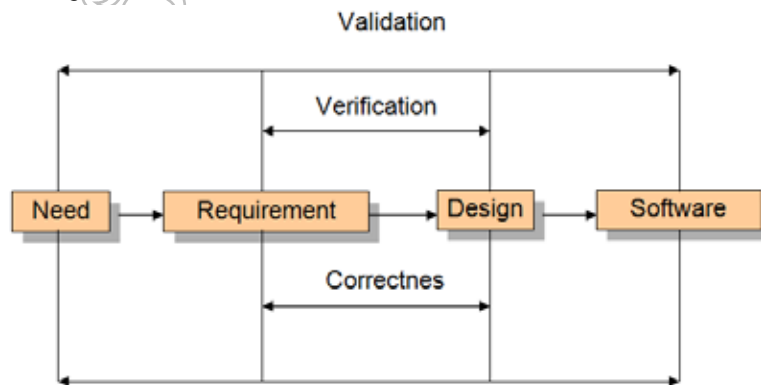 Validation
Verification
Need
Requirement
Design
Software
Correctnes